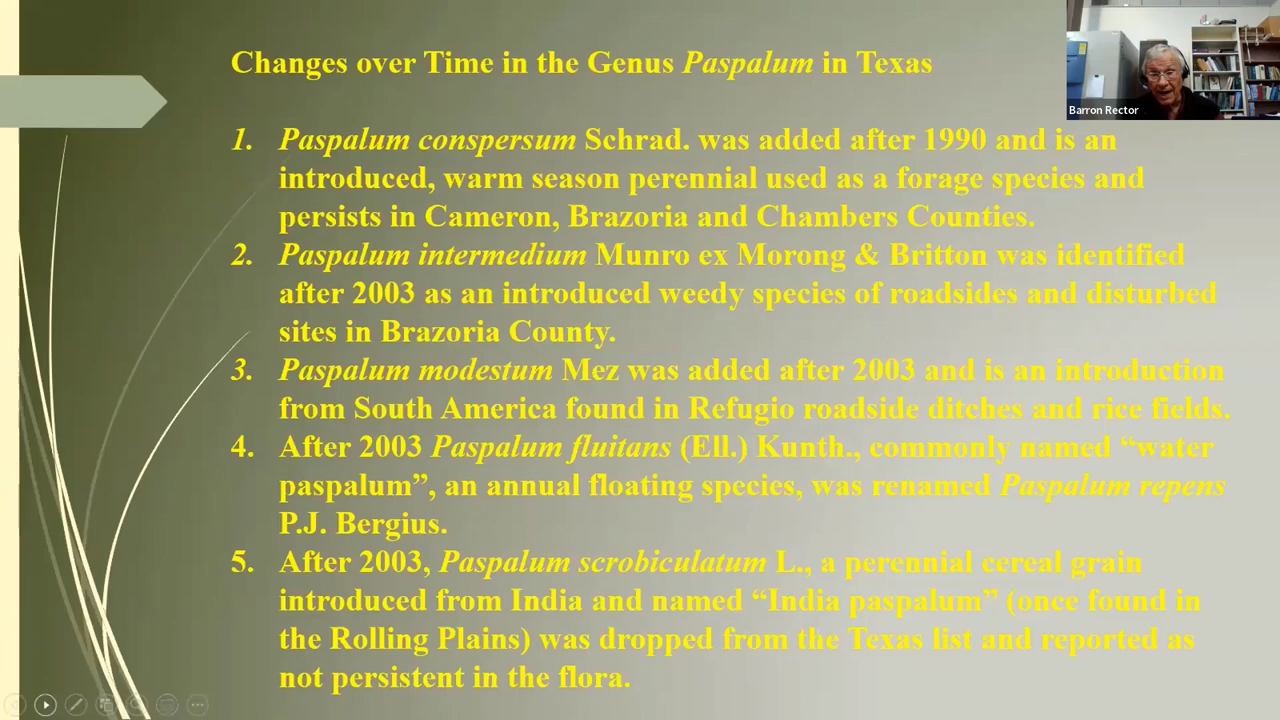 Changes over Time in the Genus Paspalum in Texas
Barron Rector
1. Paspalum conspersum Schrad. was added after 1990 and is an
introduced, warm season perennial used as a forage species and
persists in Cameron, Brazoria and Chambers Counties.
2. Paspalum intermedium Munro ex Morong & Britton was identified
after 2003 as an introduced weedy species of roadsides and disturbed
sites in Brazoria County.
3. Paspalum modestum Mez was added after 2003 and is an introduction
from South America found in Refugio roadside ditches and rice fields.
4. After 2003 Paspalum fluitans (Ell.) Kunth., commonly named “water
paspalum”, an annual floating species, was renamed Paspalum repens
P.J. Bergius.
5. After 2003, Paspalum scrobiculatum L., a perennial cereal grain
introduced from India and named “India paspalum” (once found in
the Rolling Plains) was dropped from the Texas list and reported as
not persistent in the flora.